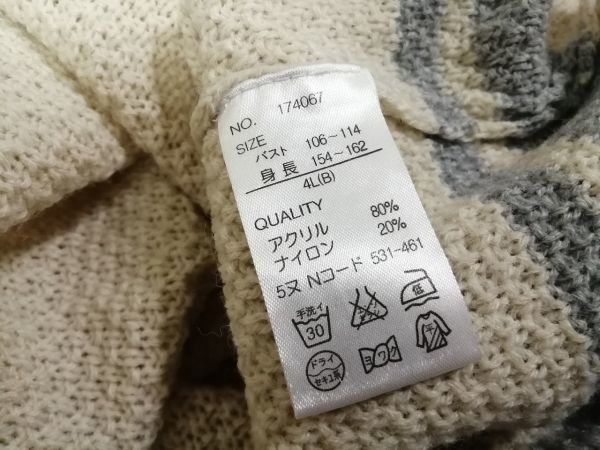 NO. 174067
SIZE
バスト 106~114
身長 154~162
4L(B)
QUALITY
アクリル 80%
ナイロン 20%
5ヌ Nコード 531-461
手洗イ
30
低
ドライ
セキユ系
ヨワク
平